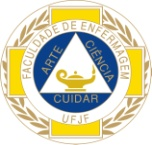 FACULDADE DE ENFERMAGEM
ARTE
CIÊNCIA
CUIDAR
UFJF